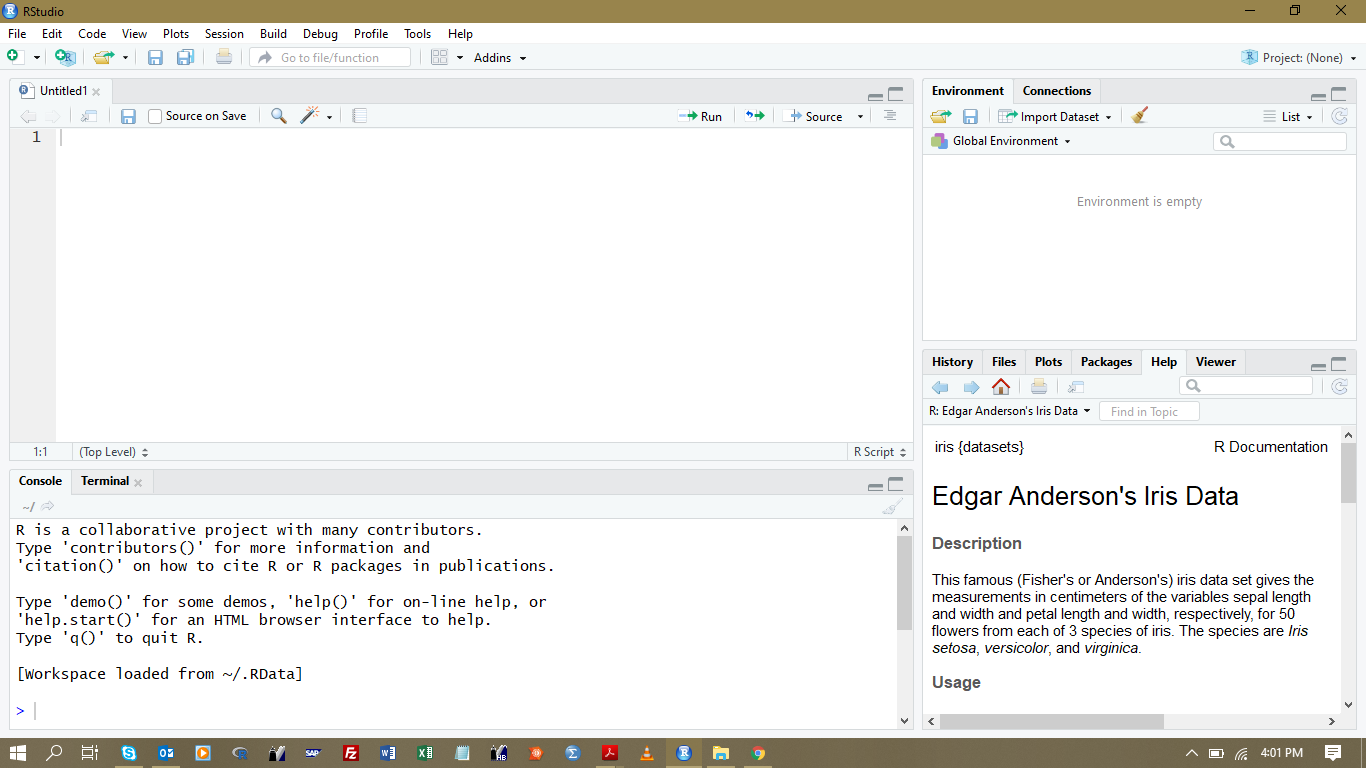 RStudio
File Edit Code View Plots Session Build Debug Profile Tools Help
Go to file/function Addins Project: (None)
Untitled1
Source on Save Run Source
1
1:1 (Top Level) R Script
Console Terminal
~/
R is a collaborative project with many contributors.
Type 'contributors()' for more information and
'citation()' on how to cite R or R packages in publications.
Type 'demo()' for some demos, 'help()' for on-line help, or
'help.start()' for an HTML browser interface to help.
Type 'q()' to quit R.
[Workspace loaded from ~/.RData]
>
Environment Connections
Import Dataset List
Global Environment
Environment is empty
History Files Plots Packages Help Viewer
R: Edgar Anderson's Iris Data Find in Topic
iris {datasets} R Documentation
Edgar Anderson's Iris Data
Description
This famous (Fisher's or Anderson's) iris data set gives the
measurements in centimeters of the variables sepal length
and width and petal length and width, respectively, for 50
flowers from each of 3 species of iris. The species are Iris
setosa, versicolor, and virginica.
Usage
4:01 PM